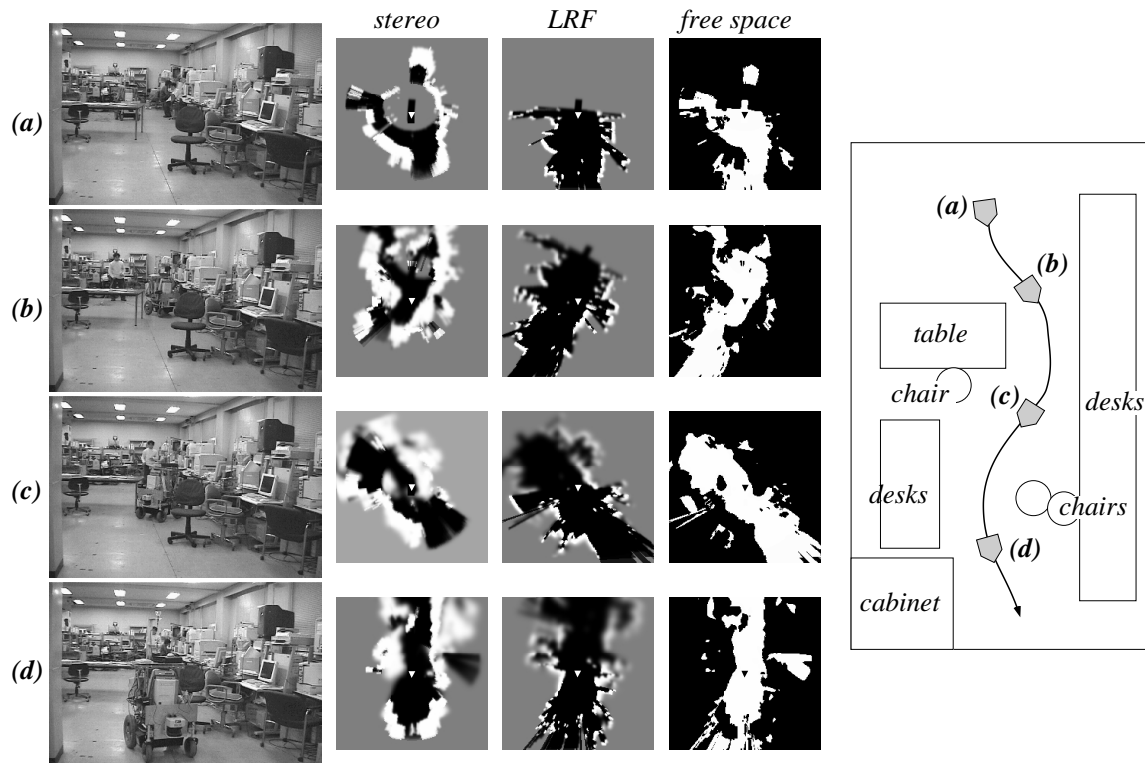 stereo LRF free space
(a)
(b)
(c)
(d)
(a)
(b)
table
chair
(c)
desks
desks
chairs
(d)
cabinet